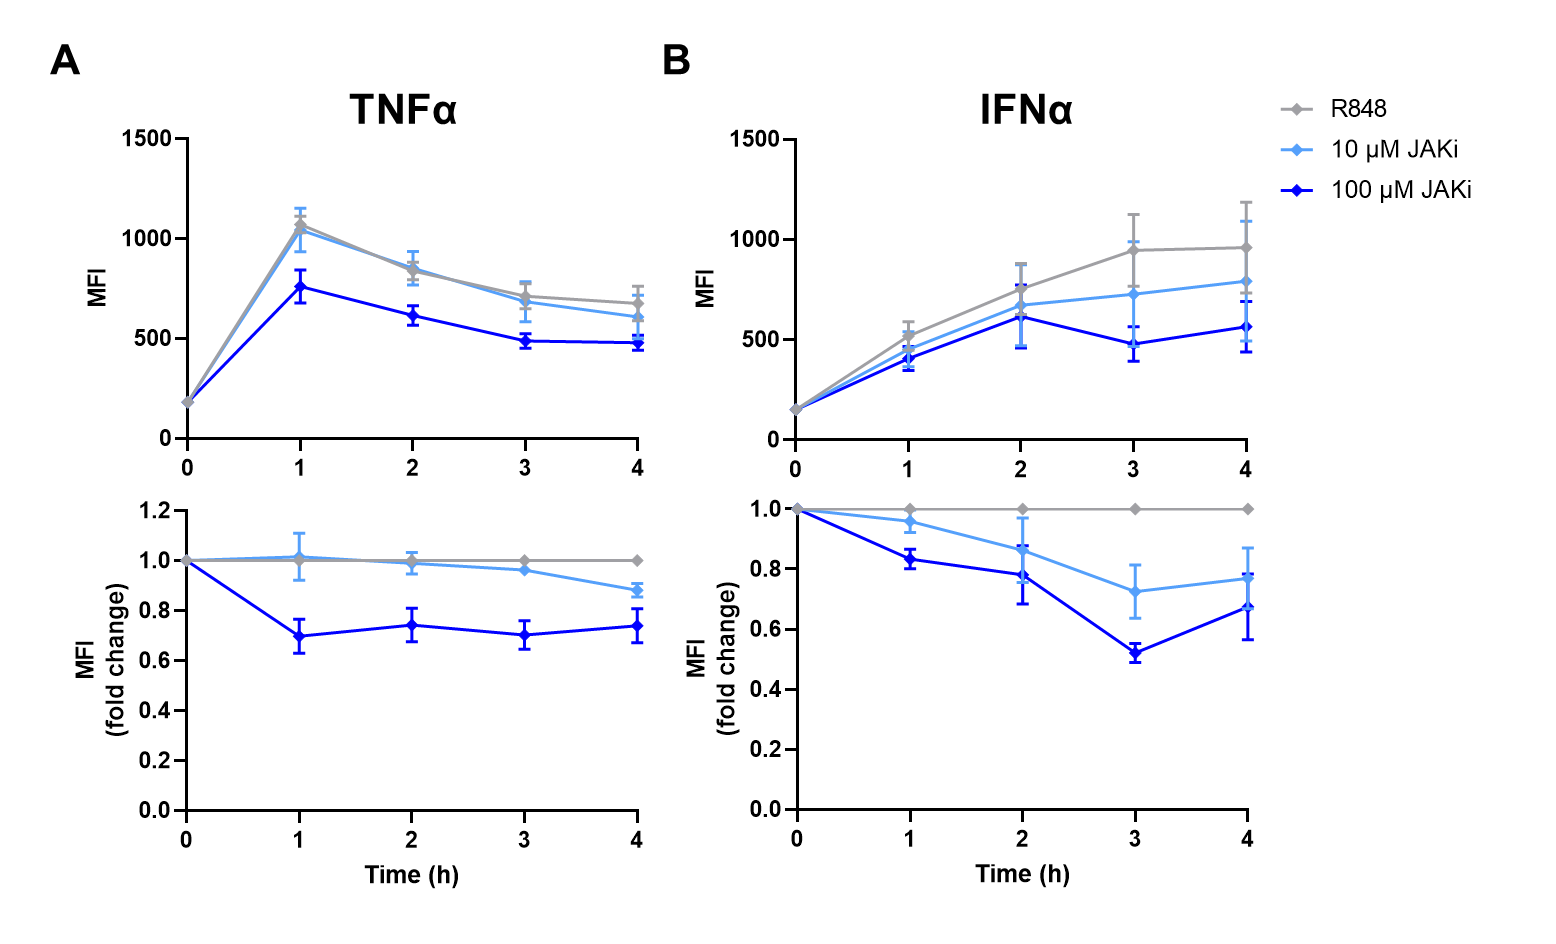 A
B
TNFα
IFNα
R848
10 µM JAKi
100 µM JAKi
1500
1000
500
0
MFI
0 1 2 3 4
1500
1000
500
0
MFI
0 1 2 3 4
1.2
1.0
0.8
0.6
0.4
0.2
0.0
MFI
(fold change)
0 1 2 3 4
Time (h)
1.0
0.8
0.6
0.4
0.2
0.0
MFI
(fold change)
0 1 2 3 4
Time (h)